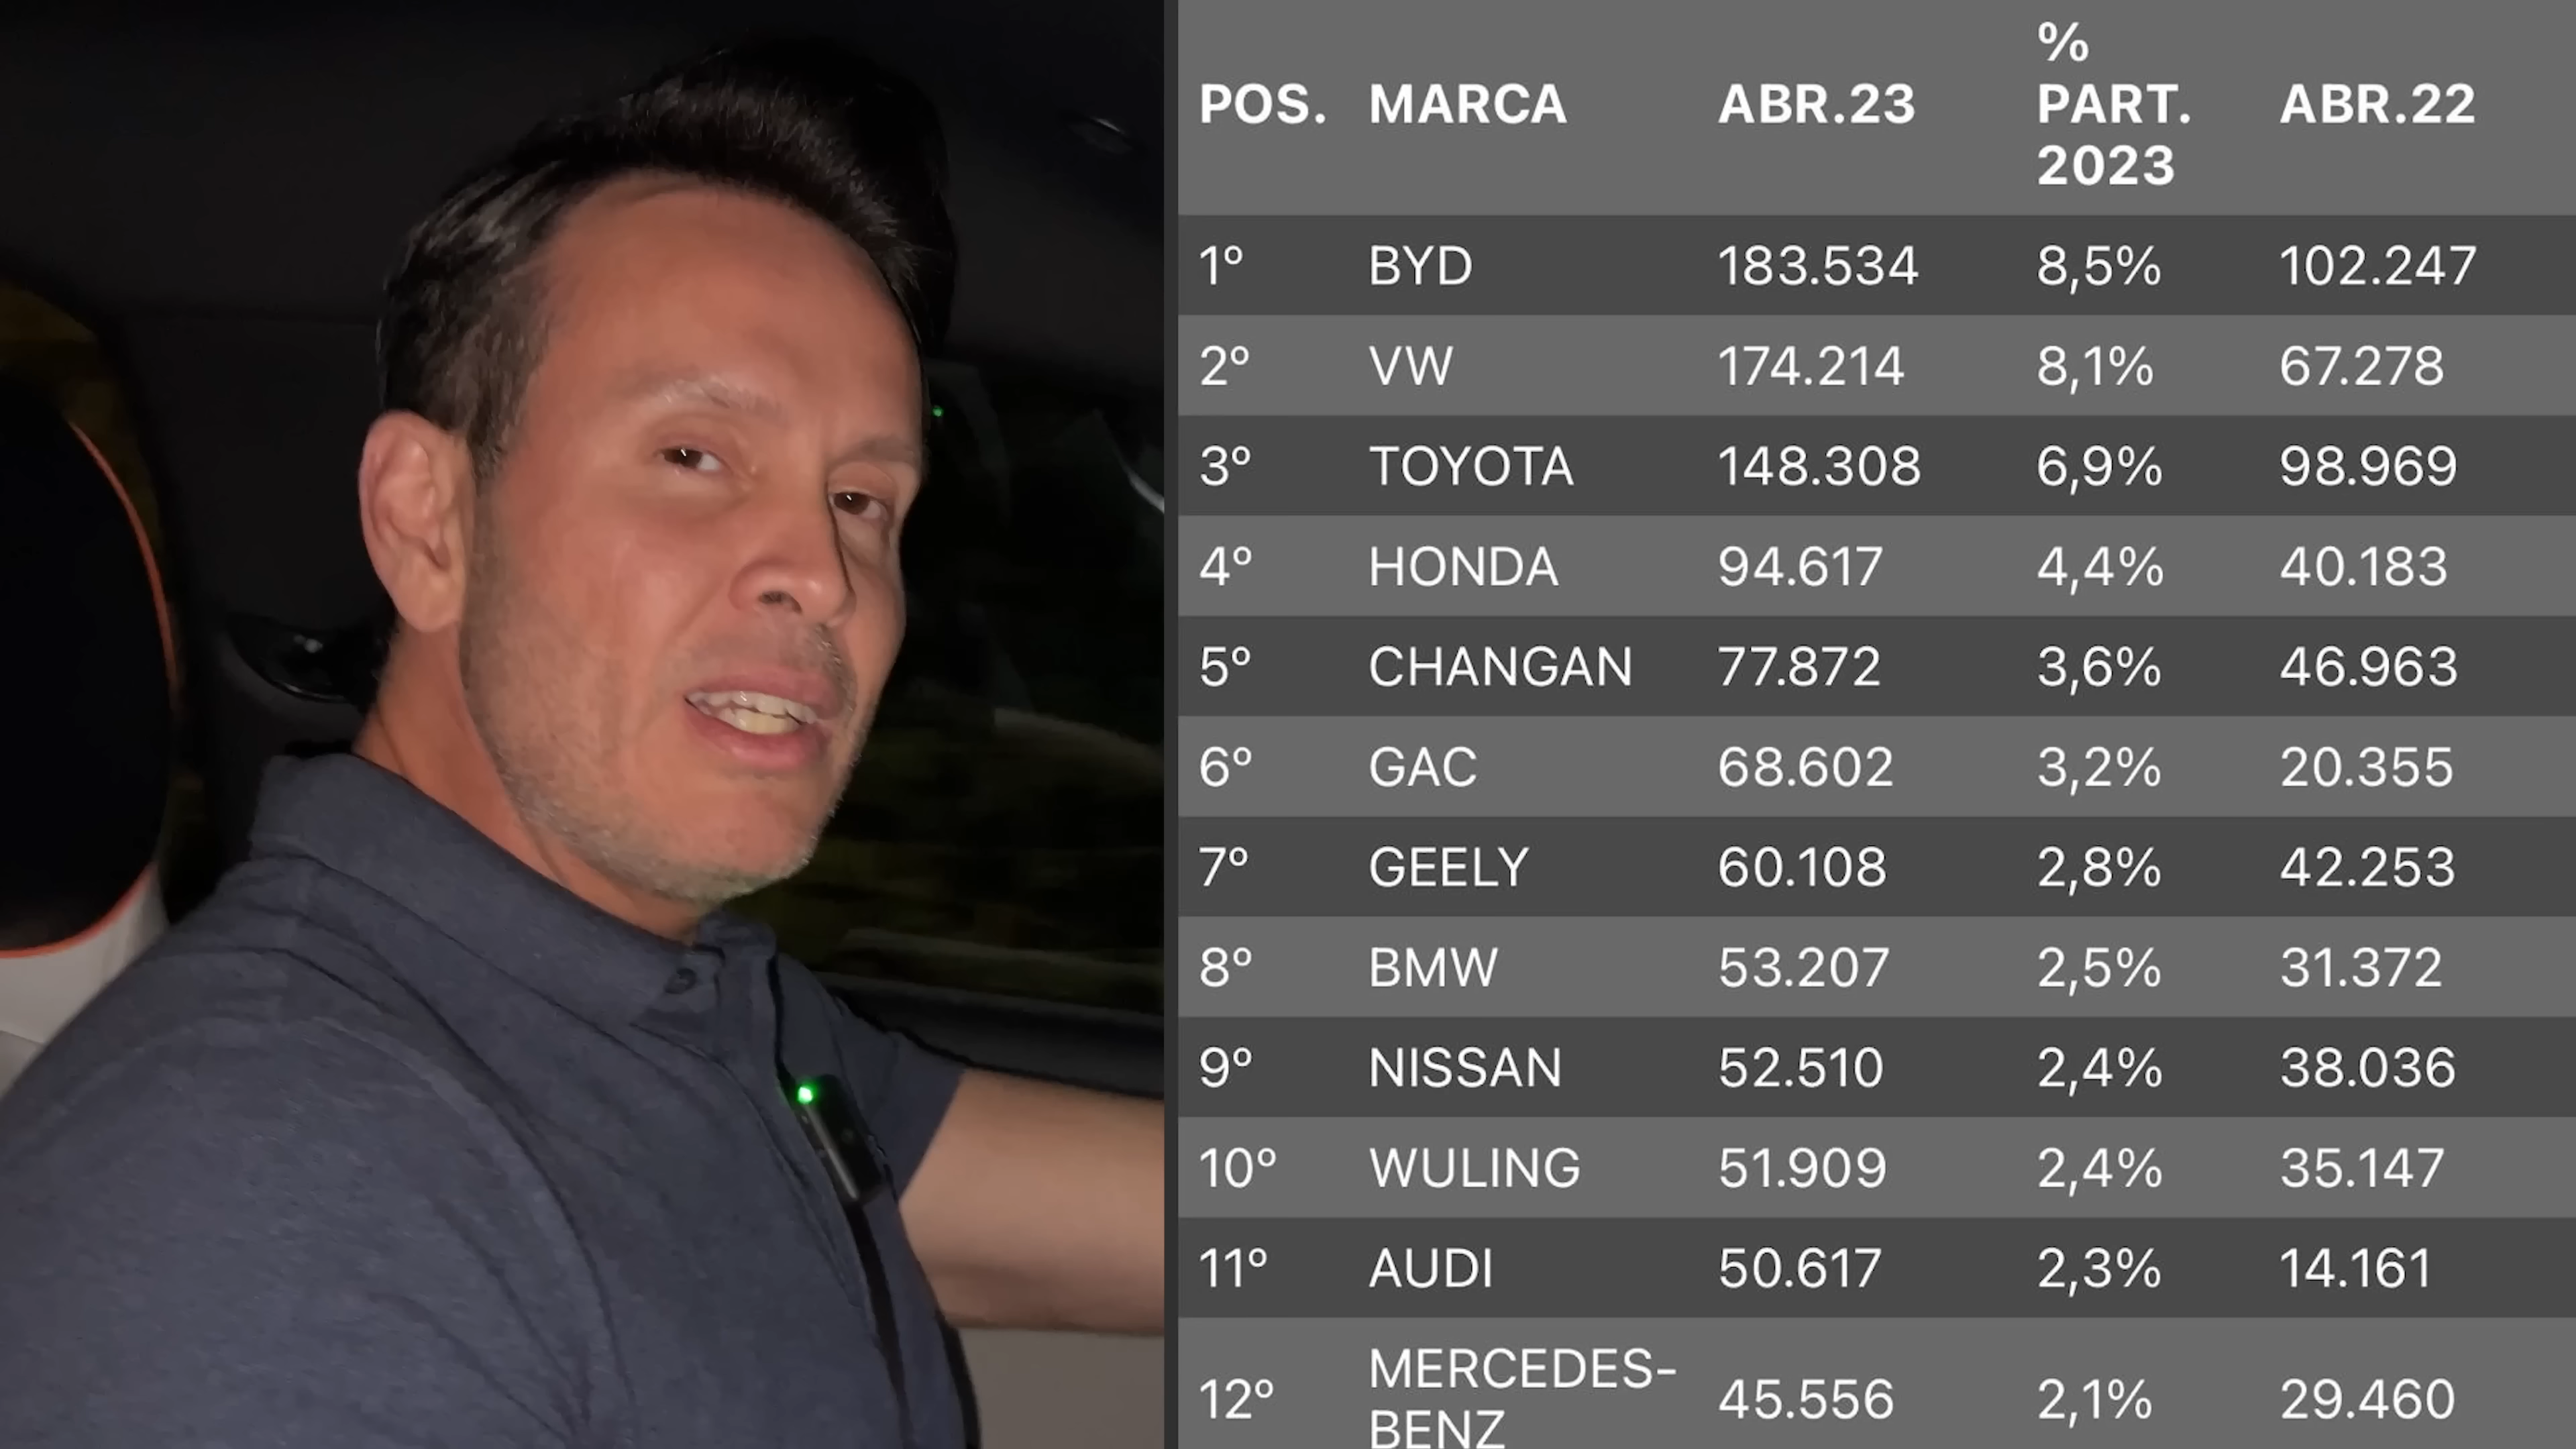 POS. MARCA ABR.23 % PART. 2023 ABR.22
1º BYD 183.534 8,5% 102.247
2º VW 174.214 8,1% 67.278
3º TOYOTA 148.308 6,9% 98.969
4º HONDA 94.617 4,4% 40.183
5º CHANGAN 77.872 3,6% 46.963
6º GAC 68.602 3,2% 20.355
7º GEELY 60.108 2,8% 42.253
8º BMW 53.207 2,5% 31.372
9º NISSAN 52.510 2,4% 38.036
10º WULING 51.909 2,4% 35.147
11º AUDI 50.617 2,3% 14.161
12º MERCEDES-BENZ 45.556 2,1% 29.460